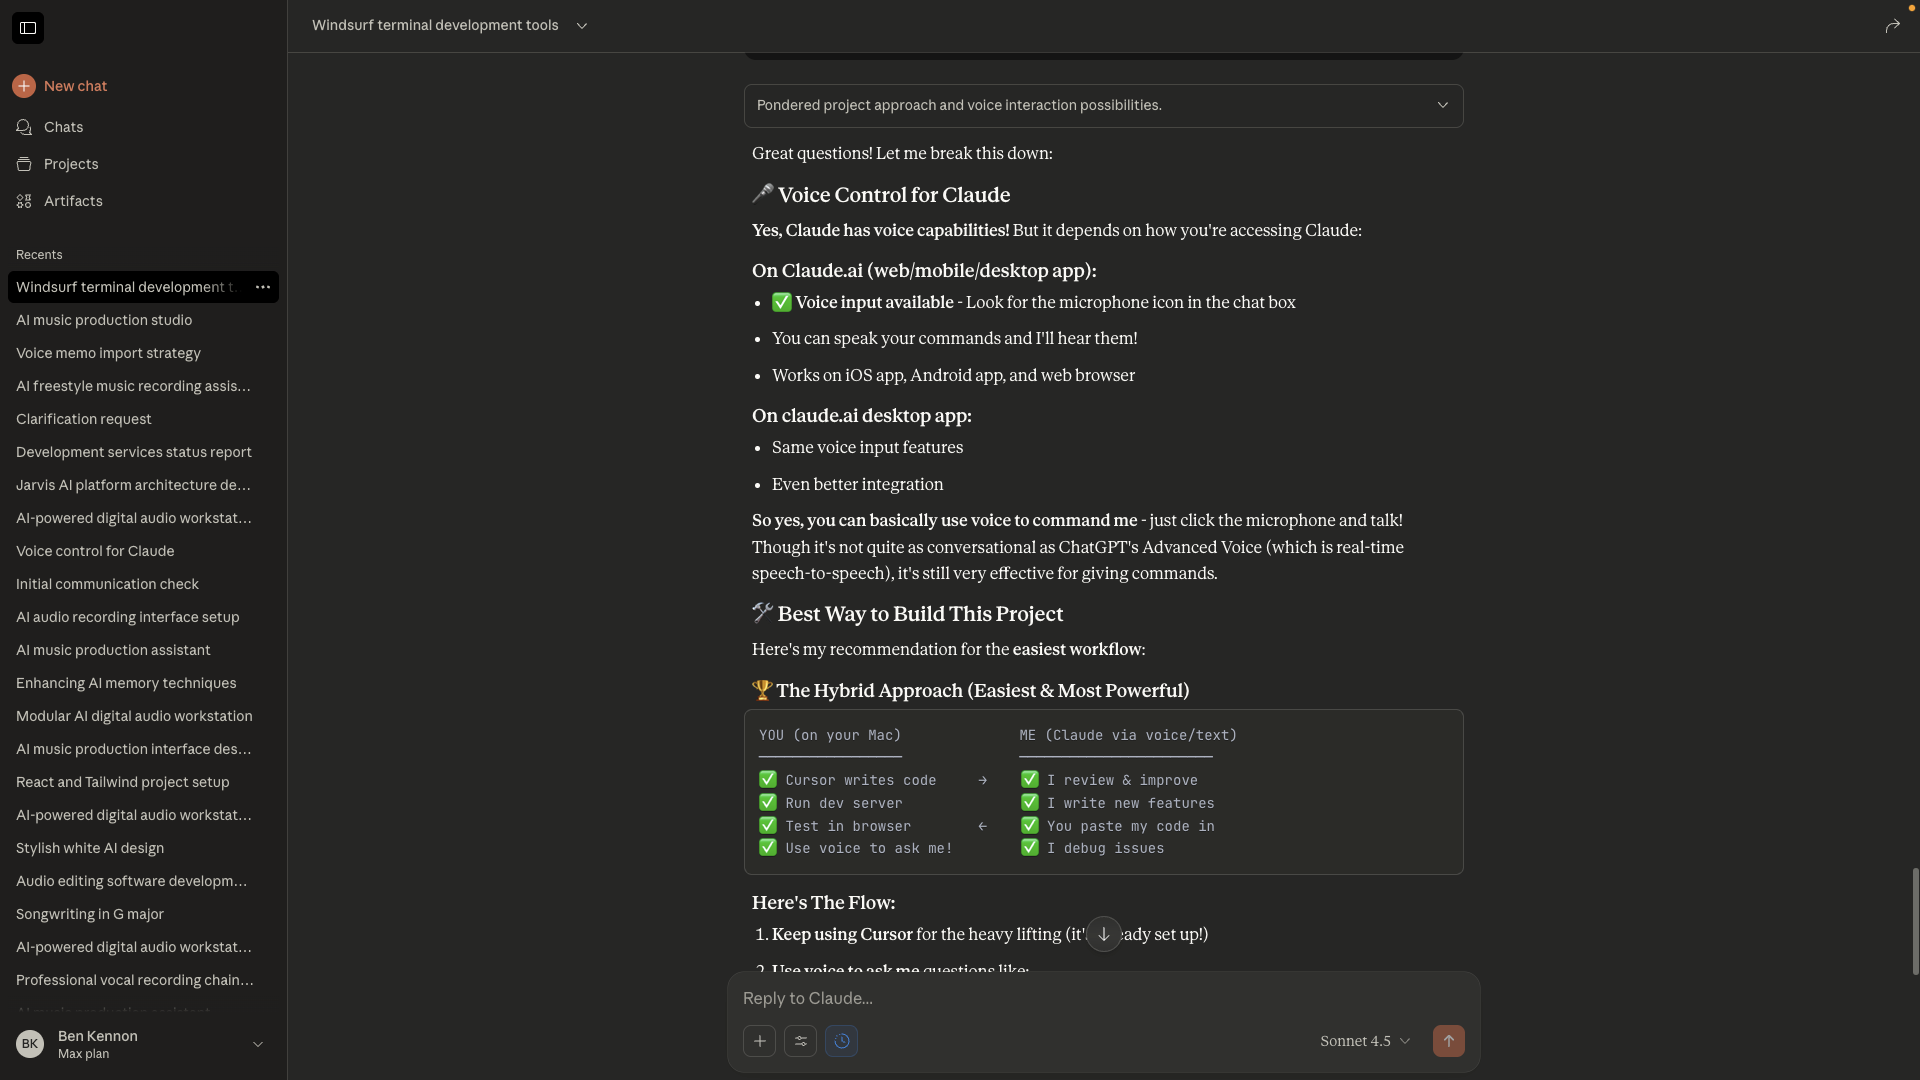 Windsurf terminal development tools
New chat
Chats
Projects
Artifacts
Recents
Windsurf terminal development t.
AI music production studio
Voice memo import strategy
AI freestyle music recording assis...
Clarification request
Development services status report
Jarvis AI platform architecture de...
AI-powered digital audio workstat...
Voice control for Claude
Initial communication check
AI audio recording interface setup
AI music production assistant
Enhancing AI memory techniques
Modular AI digital audio workstation
AI music production interface des...
React and Tailwind project setup
AI-powered digital audio workstat...
Stylish white AI design
Audio editing software developm...
Songwriting in G major
AI-powered digital audio workstat...
Professional vocal recording chain...
AI music production assistant
BK
Ben Kennon
Max plan
Pondered project approach and voice interaction possibilities.
Great questions! Let me break this down:
🎤 Voice Control for Claude
Yes, Claude has voice capabilities! But it depends on how you're accessing Claude:
On Claude.ai (web/mobile/desktop app):
• ✅ Voice input available - Look for the microphone icon in the chat box
• You can speak your commands and I'll hear them!
• Works on iOS app, Android app, and web browser
On claude.ai desktop app:
• Same voice input features
• Even better integration
So yes, you can basically use voice to command me - just click the microphone and talk!
Though it's not quite as conversational as ChatGPT's Advanced Voice (which is real-time
speech-to-speech), it's still very effective for giving commands.
🛠️ Best Way to Build This Project
Here's my recommendation for the easiest workflow:
🏆 The Hybrid Approach (Easiest & Most Powerful)
YOU (on your Mac) ME (Claude via voice/text)
✅ Cursor writes code → ✅ I review & improve
✅ Run dev server ✅ I write new features
✅ Test in browser ← ✅ You paste my code in
✅ Use voice to ask me! ✅ I debug issues
Here's The Flow:
1. Keep using Cursor for the heavy lifting (it' eady set up!)
2. Use voice to ask me questions like:
Reply to Claude...
Sonnet 4.5